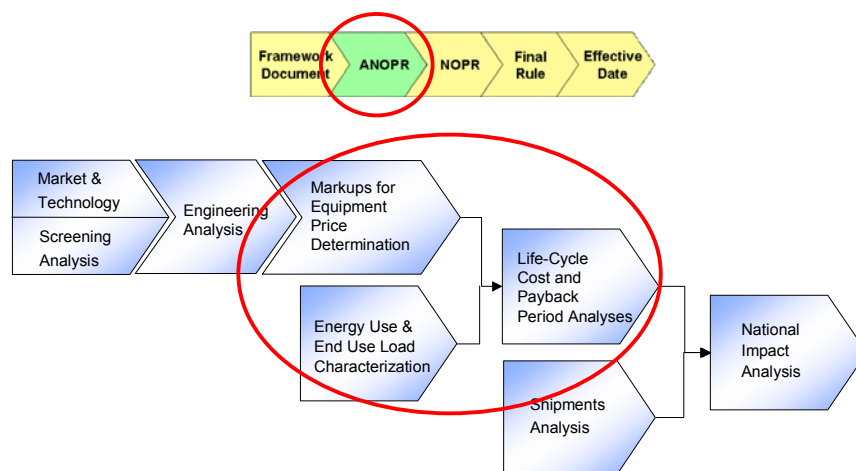 Framework
Document
ANOPR
NOPR
Final
Rule
Effective
Date
Market &
Technology
Screening
Analysis
Engineering
Analysis
Markups for
Equipment
Price
Determination
Life-Cycle
Cost and
Payback
Period Analyses
Energy Use &
End Use Load
Characterization
National
Impact
Analysis
Shipments
Analysis